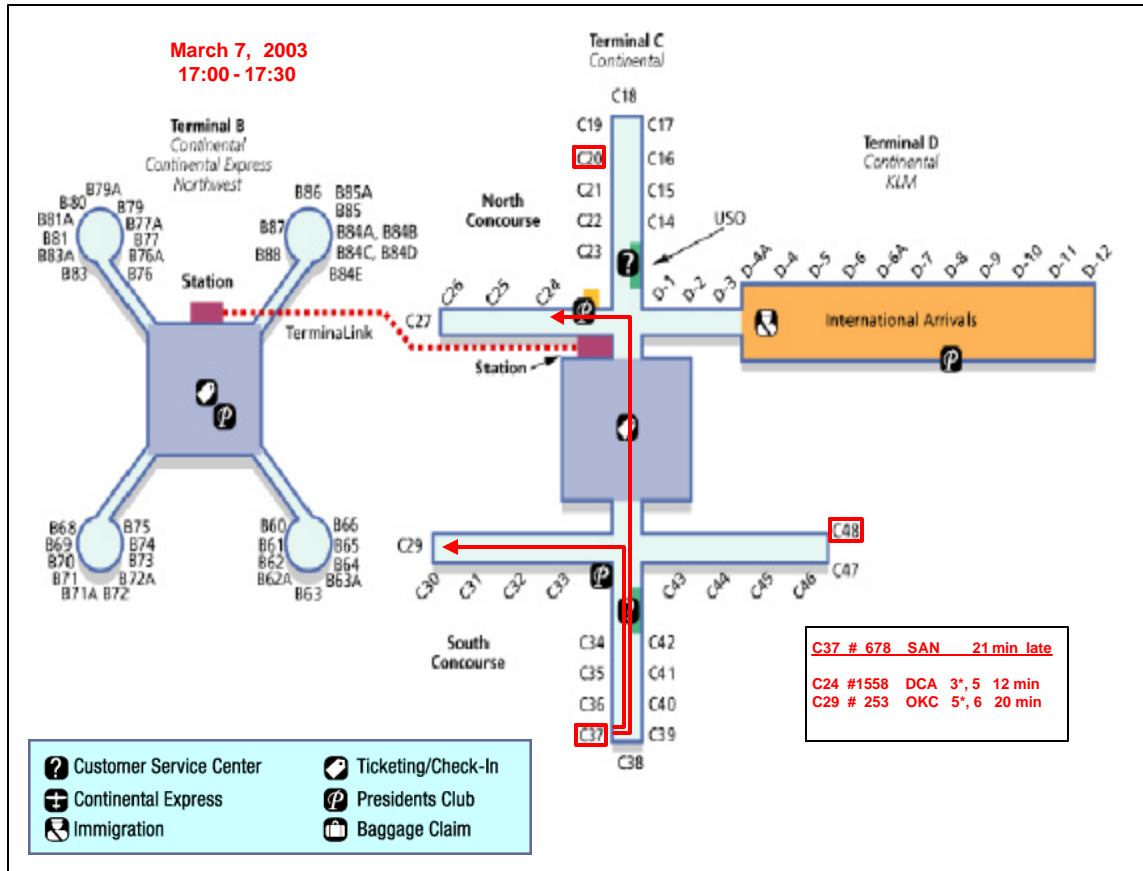 March 7, 2003
17:00 - 17:30
Terminal B
Continental
Continental Express
Northwest
Terminal C
Continental
Terminal D
Continental
KLM
B79A
B80
B79
B81A
B77A
B81
B77
B83A
B76A
B83
B76
B86
B85A
B85
B87
B84A, B84B
B88
B84C, B84D
B84E
Station
TerminaLink
C18
C19
C17
C20
C16
C21
C15
C22
C14
C23
North
Concourse
USO
C26
C25
C24
C27
D-1
D-2
D-3
D-4A
D-4
D-5
D-6
D-6A
D-7
D-8
D-9
D-10
D-11
D-12
International Arrivals
Station
B68
B75
B69
B74
B70
B73
B71
B72A
B71A
B72
B60
B66
B61
B65
B62
B64
B62A
B63A
B63
C29
C30
C31
C32
C33
C43
C44
C45
C46
C48
C47
South
Concourse
C34
C42
C35
C41
C36
C40
C37
C39
C38
C37 # 678 SAN 21 min late
C24 #1558 DCA 3*, 5 12 min
C29 # 253 OKC 5*, 6 20 min
? Customer Service Center
Continental Express
Immigration
Ticketing/Check-In
P Presidents Club
Baggage Claim